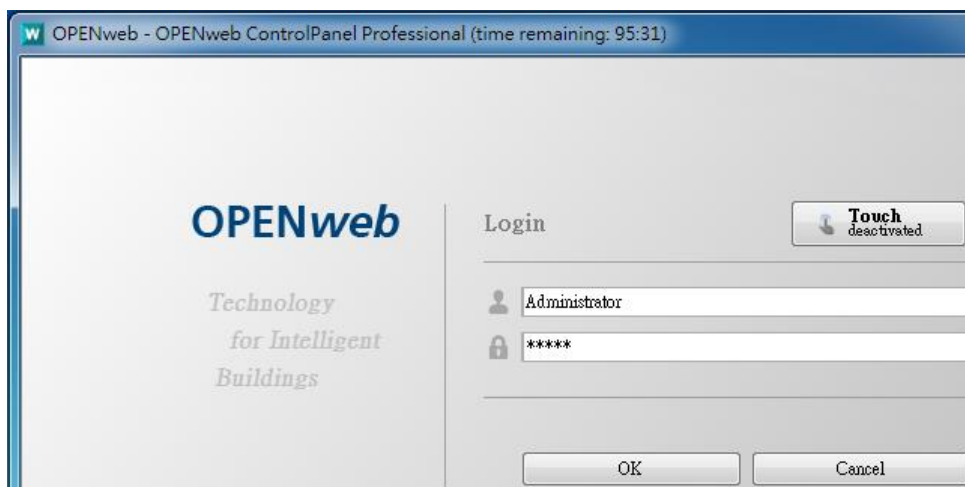 OPENweb - OPENweb ControlPanel Professional (time remaining: 95:31)
OPENweb
Technology
for Intelligent
Buildings
Login
Touch
deactivated
Administrator
*****
OK
Cancel